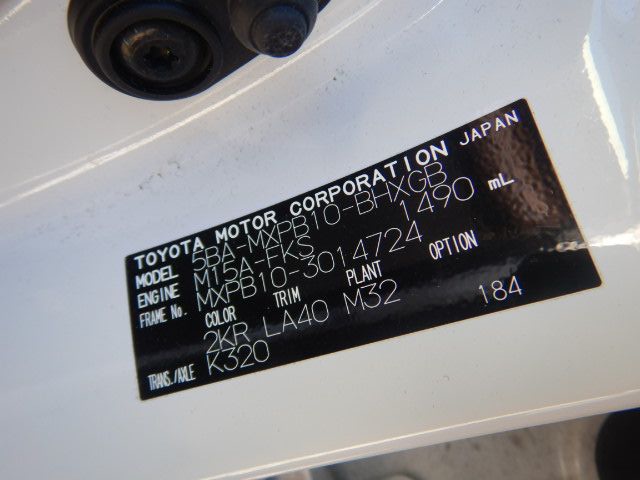 TOYOTA MOTOR CORPORATION JAPAN
MODEL 5BA-MXPB10-BHXGB
ENGINE M15A-FKS 1490 mL
FRAME No. MXPB10-3014724
COLOR TRIM PLANT OPTION
2KR LA40 M32 184
TRANS./AXLE K320